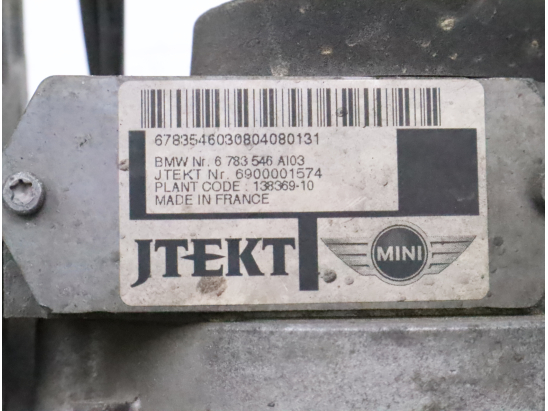 6783546030804080131
BMW Nr. 6 783 546 AI03
JTEKT Nr. 6900001574
PLANT CODE : 138369-10
MADE IN FRANCE
JTEKT
MINI